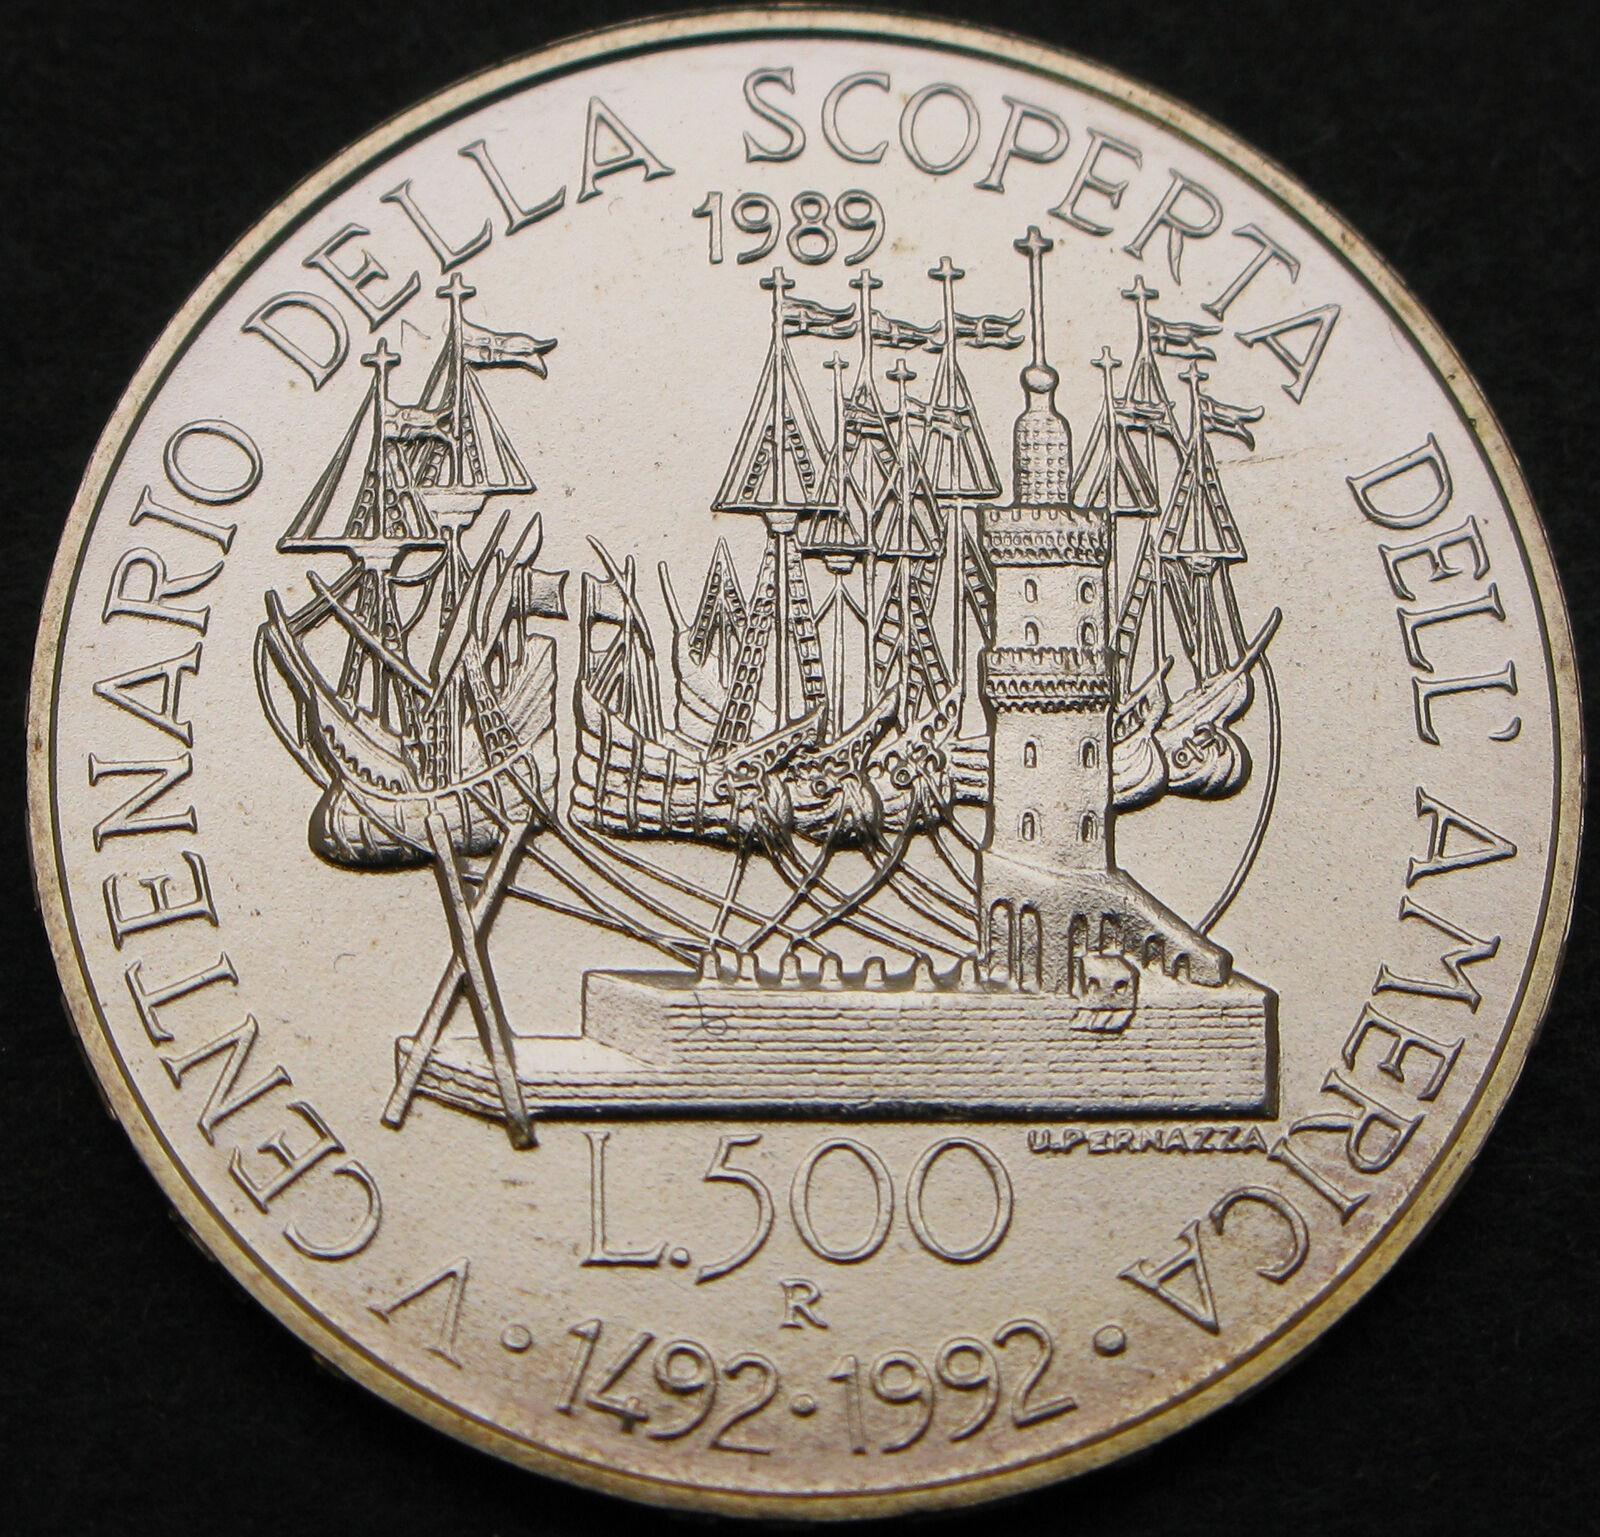 V CENTENARIO DELLA SCOPERTA DELL'AMERICA
1989
U.PERNAZZA
L.500
R
· 1492 · 1992 ·